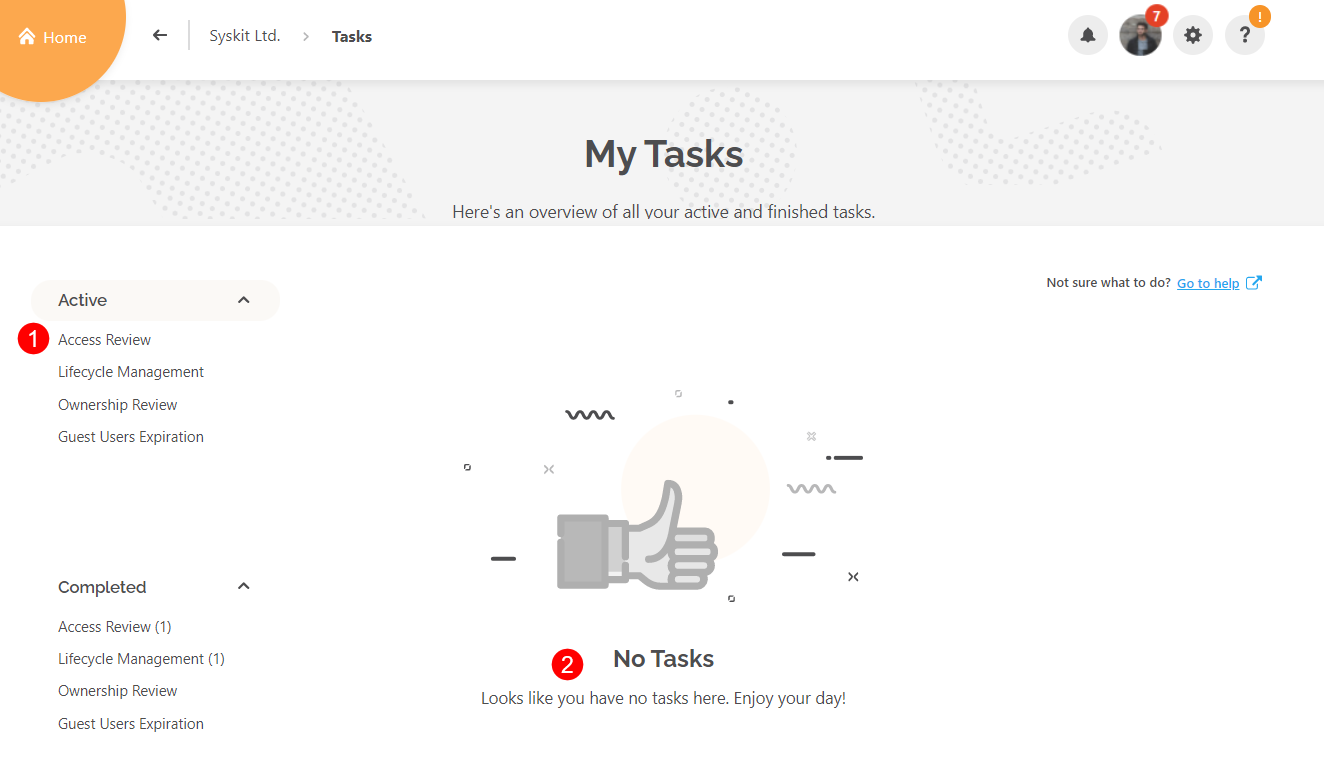 Home
Syskit Ltd. > Tasks
7
!
?
My Tasks
Here's an overview of all your active and finished tasks.
Not sure what to do? Go to help
Active
1
Access Review
Lifecycle Management
Ownership Review
Guest Users Expiration
Completed
Access Review (1)
Lifecycle Management (1)
Ownership Review
Guest Users Expiration
2
No Tasks
Looks like you have no tasks here. Enjoy your day!